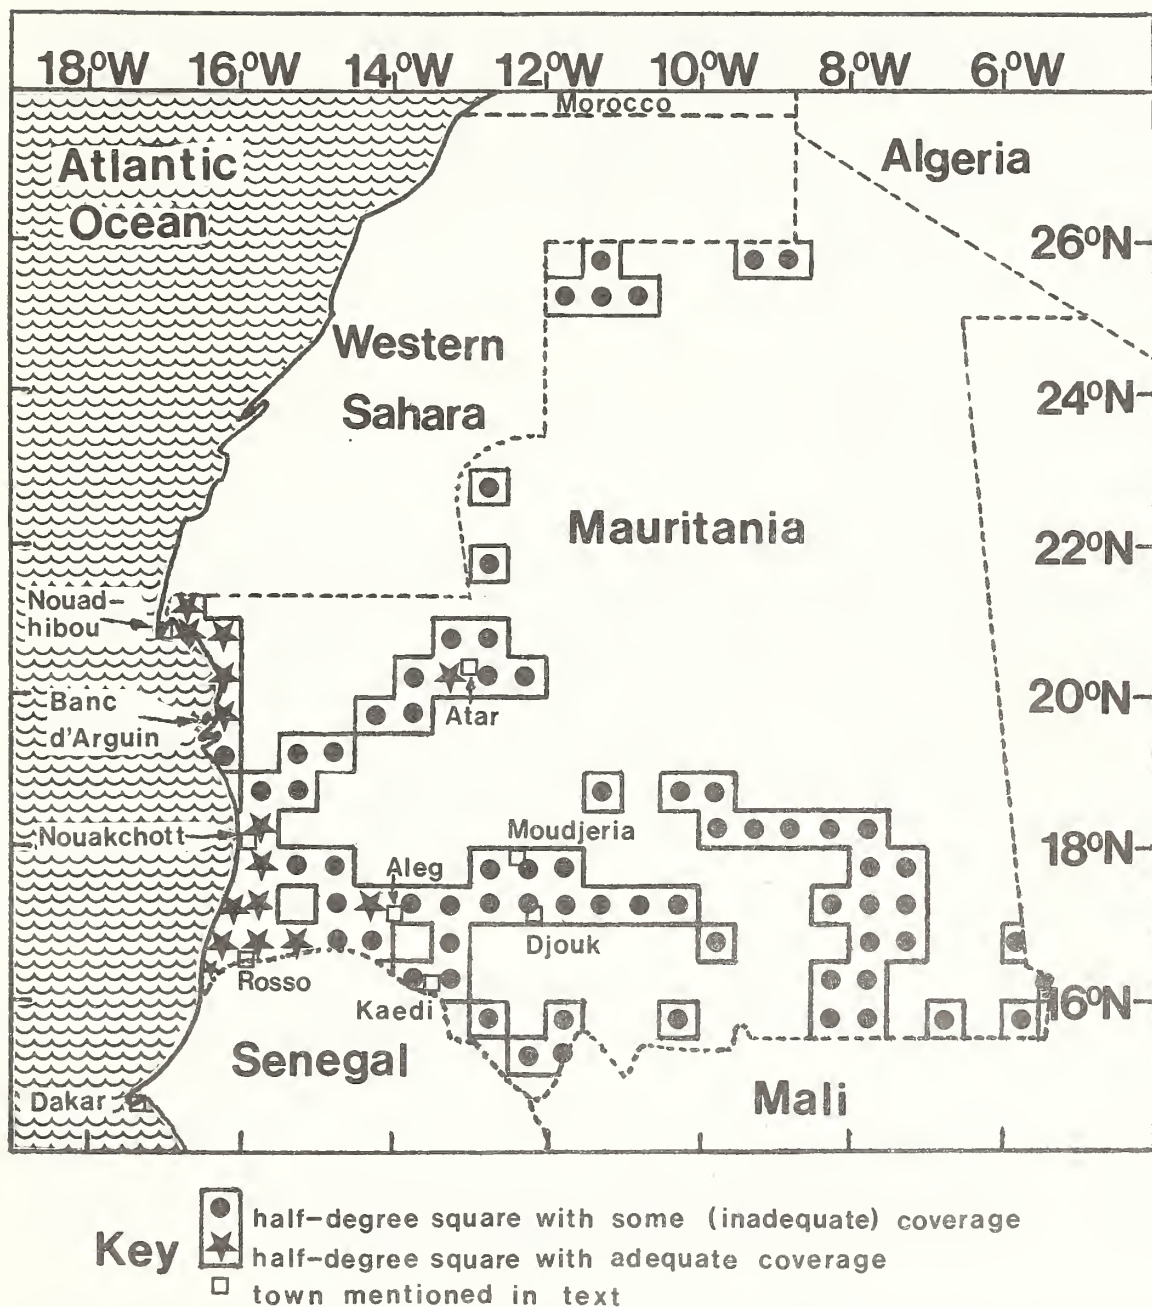 18°W 16°W 14°W 12°W 10°W 8°W 6°W
Morocco
Atlantic
Ocean
Algeria
26°N
Western
Sahara
24°N
Mauritania
22°N
Nouad-
hibou
Banc
d'Arguin
Atar
20°N
Nouakchott
Moudjeria
18°N
Aleg
Djouk
Rosso
Kaedi
16°N
Senegal
Dakar
Mali
Key
half-degree square with some (inadequate) coverage
half-degree square with adequate coverage
town mentioned in text